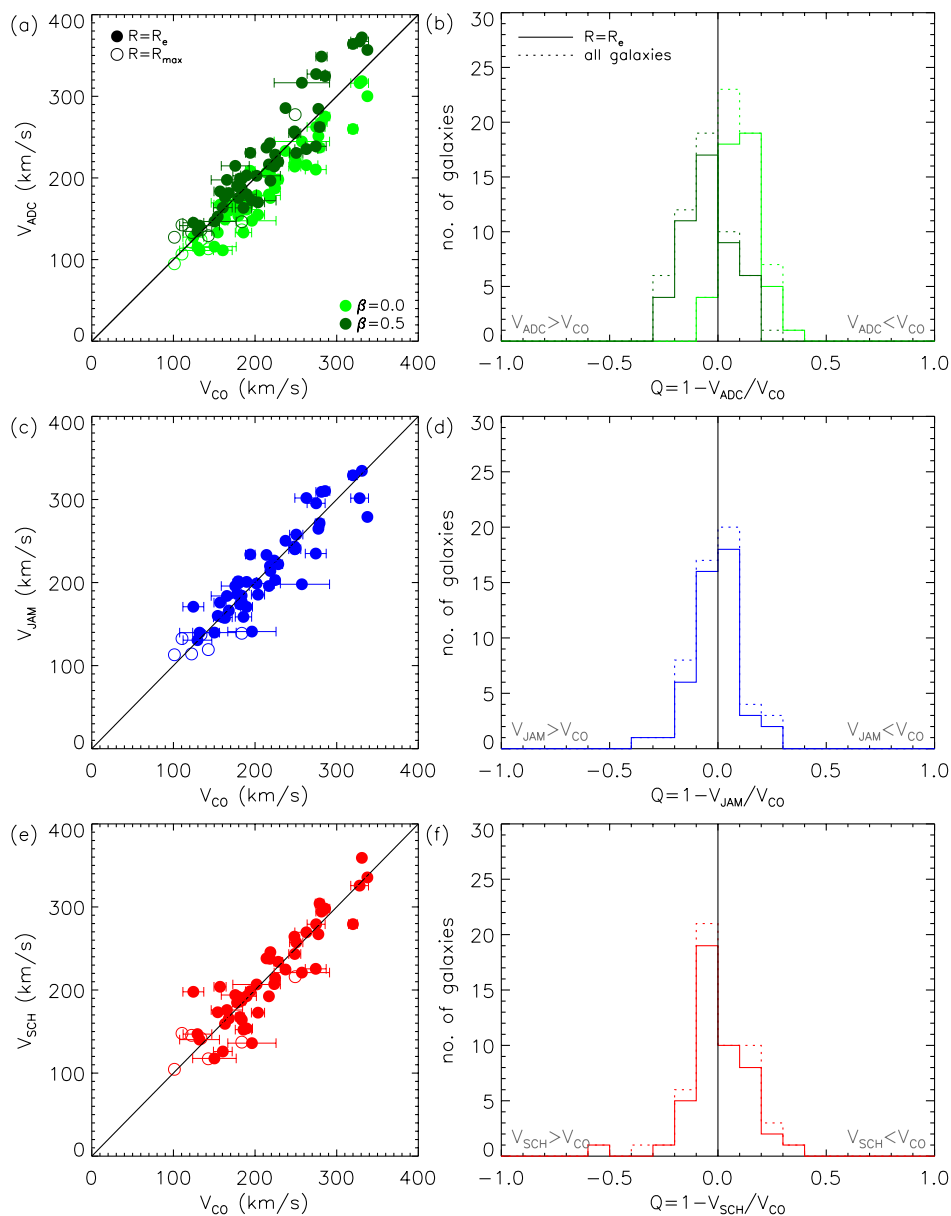 (a)
R=Re
R=Rmax
400
300
200
100
0
VADC (km/s)
β=0.0
β=0.5
0 100 200 300 400
VCO (km/s)
(b)
R=Re
all galaxies
30
25
20
15
10
5
0
no. of galaxies
VADC>VCO
VADC<VCO
-1.0 -0.5 0.0 0.5 1.0
Q=1-VADC/VCO
(c)
400
300
200
100
0
VJAM (km/s)
0 100 200 300 400
VCO (km/s)
(d)
30
25
20
15
10
5
0
no. of galaxies
VJAM>VCO
VJAM<VCO
-1.0 -0.5 0.0 0.5 1.0
Q=1-VJAM/VCO
(e)
400
300
200
100
0
VSCH (km/s)
0 100 200 300 400
VCO (km/s)
(f)
30
25
20
15
10
5
0
no. of galaxies
VSCH>VCO
VSCH<VCO
-1.0 -0.5 0.0 0.5 1.0
Q=1-VSCH/VCO